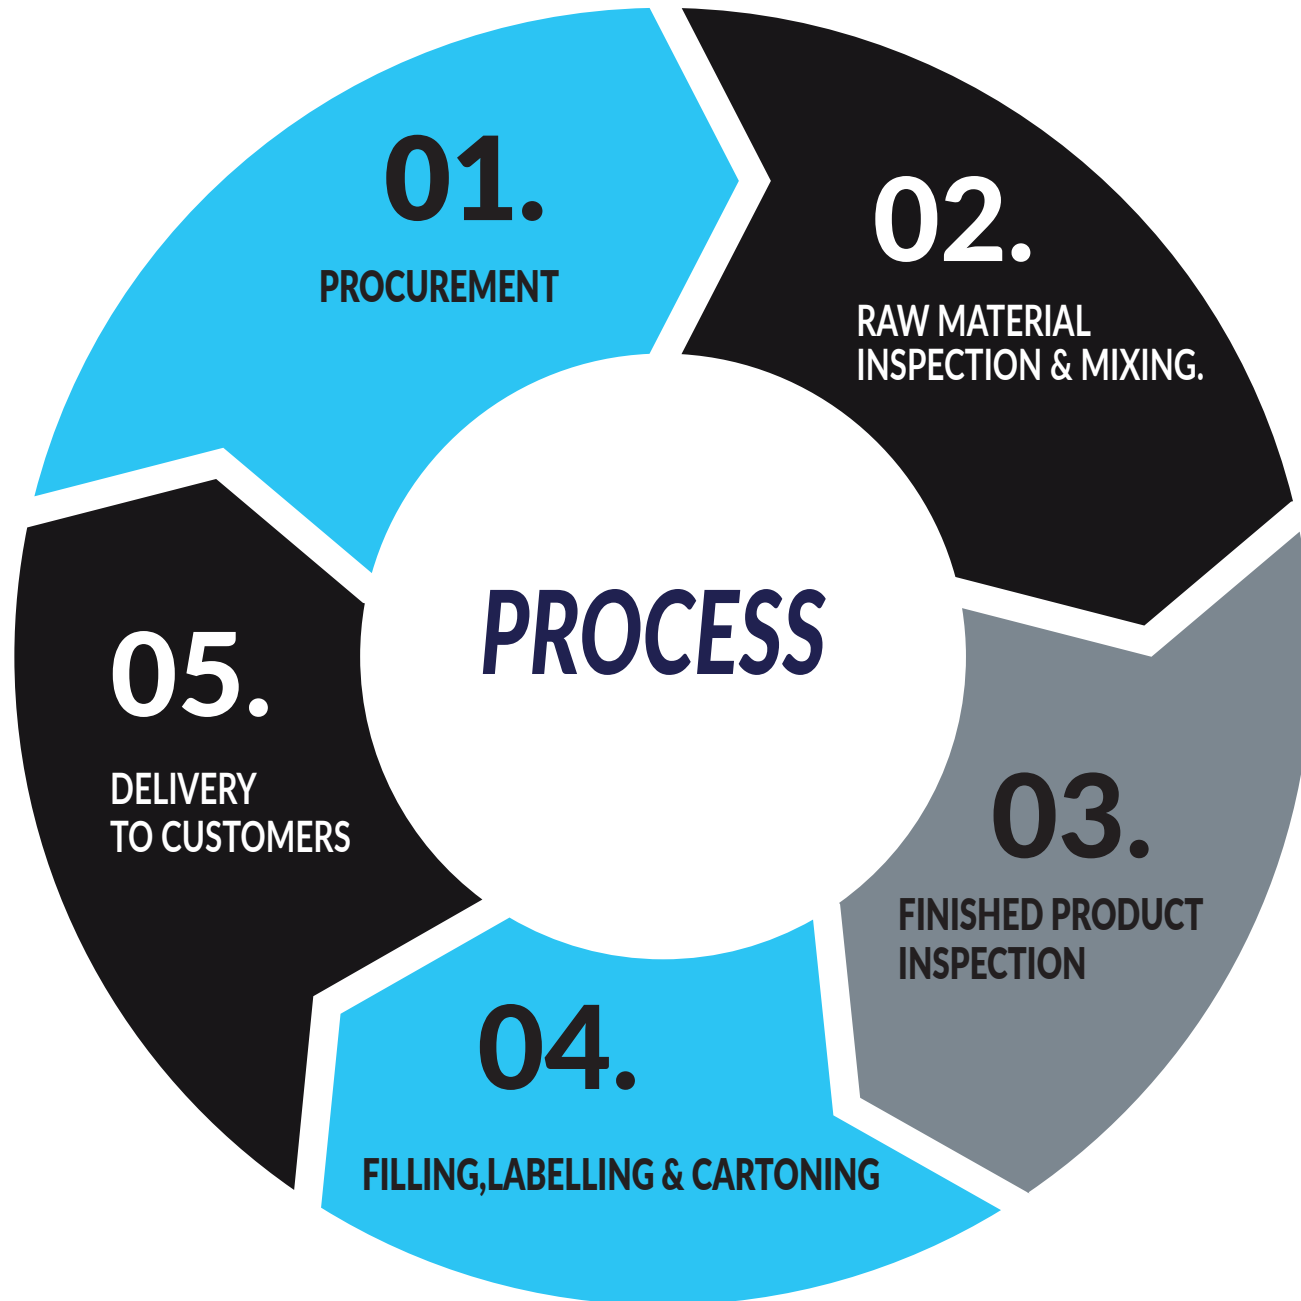 01.
PROCUREMENT
02.
RAW MATERIAL
INSPECTION & MIXING.
PROCESS
03.
FINISHED PRODUCT
INSPECTION
04.
FILLING,LABELLING & CARTONING
05.
DELIVERY
TO CUSTOMERS